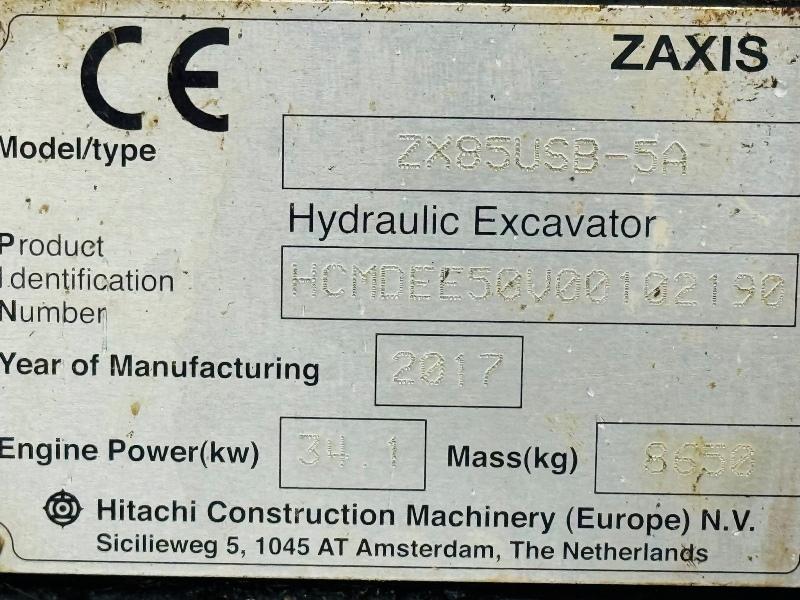 CE
ZAXIS
Model/type ZX85USB-5A
Hydraulic Excavator
Product
Identification HCMDEE50V00102190
Number
Year of Manufacturing 2017
Engine Power(kw) 34.1 Mass(kg) 8650
Hitachi Construction Machinery (Europe) N.V.
Sicilieweg 5, 1045 AT Amsterdam, The Netherlands